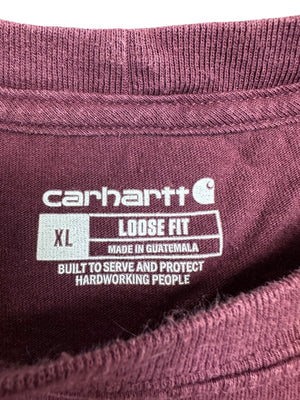 carhartt
XL
LOOSE FIT
MADE IN GUATEMALA
BUILT TO SERVE AND PROTECT
HARDWORKING PEOPLE